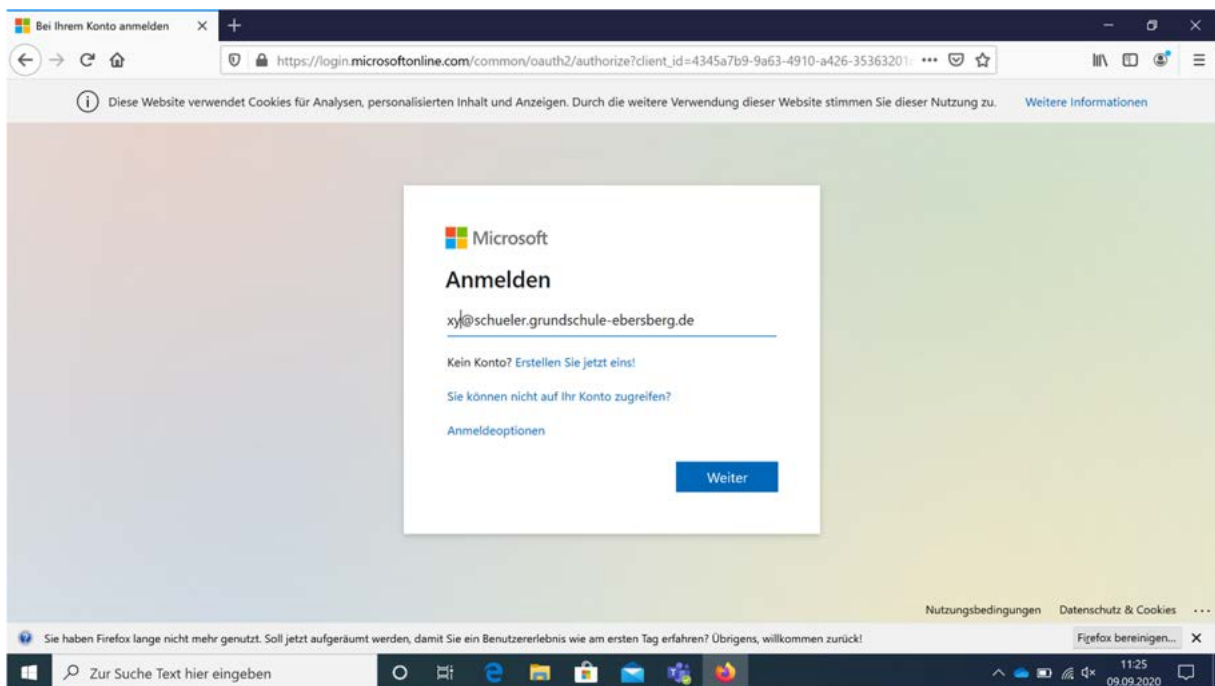 Bei Ihrem Konto anmelden
https://login.microsoftonline.com/common/oauth2/authorize?client_id=4345a7b9-9a63-4910-a426-35363201
Diese Website verwendet Cookies für Analysen, personalisierten Inhalt und Anzeigen. Durch die weitere Verwendung dieser Website stimmen Sie dieser Nutzung zu. Weitere Informationen
Microsoft
Anmelden
xy@schueler.grundschule-ebersberg.de
Kein Konto? Erstellen Sie jetzt eins!
Sie können nicht auf Ihr Konto zugreifen?
Anmeldeoptionen
Weiter
Nutzungsbedingungen Datenschutz & Cookies ...
Sie haben Firefox lange nicht mehr genutzt. Soll jetzt aufgeräumt werden, damit Sie ein Benutzererlebnis wie am ersten Tag erfahren? Übrigens, willkommen zurück! Firefox bereinigen...
Zur Suche Text hier eingeben
11:25
09.09.2020